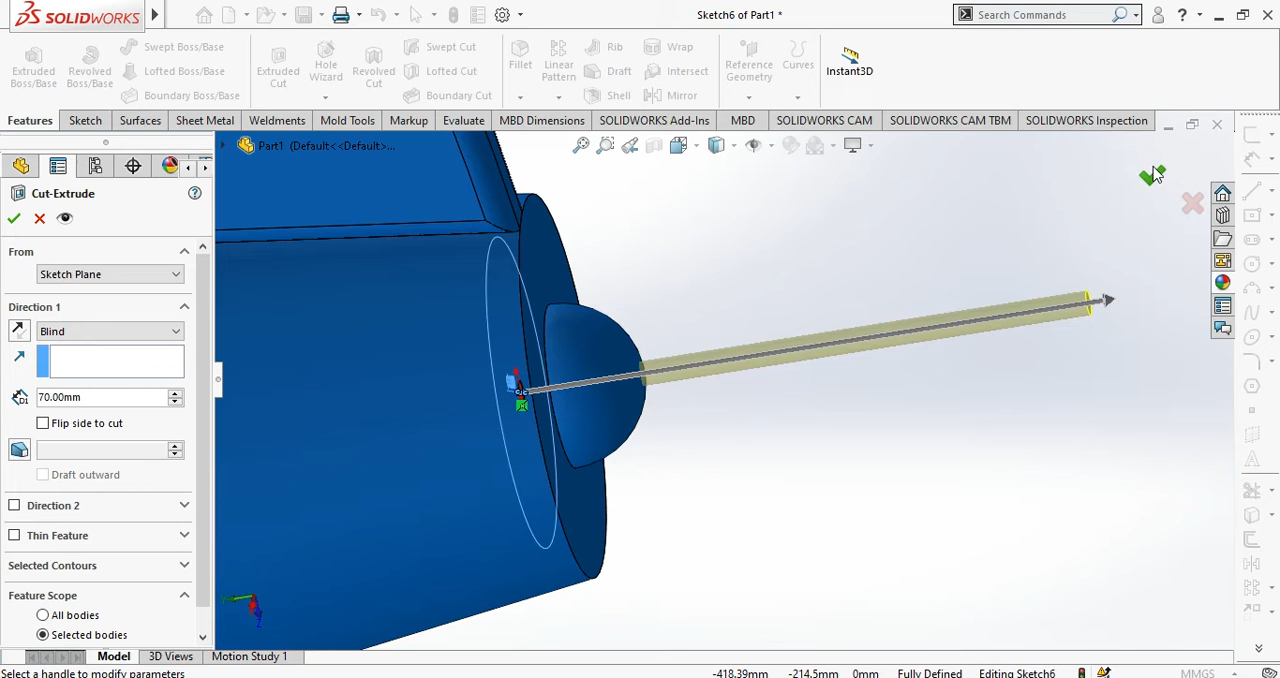 SOLIDWORKS
Sketch6 of Part1 *
Search Commands
?
Extruded Boss/Base
Revolved Boss/Base
Swept Boss/Base
Lofted Boss/Base
Boundary Boss/Base
Extruded Cut
Hole Wizard
Revolved Cut
Swept Cut
Lofted Cut
Boundary Cut
Fillet
Linear Pattern
Rib
Draft
Shell
Wrap
Intersect
Mirror
Reference Geometry
Curves
Instant3D
Features Sketch Surfaces Sheet Metal Weldments Mold Tools Markup Evaluate MBD Dimensions SOLIDWORKS Add-Ins MBD SOLIDWORKS CAM SOLIDWORKS CAM TBM SOLIDWORKS Inspection
Part1 (Default<<Default>...
Cut-Extrude
From
Sketch Plane
Direction 1
Blind
70.00mm
Flip side to cut
Draft outward
Direction 2
Thin Feature
Selected Contours
Feature Scope
All bodies
Selected bodies
Z
Model 3D Views Motion Study 1
Select a handle to modify parameters
-418.39mm -214.5mm 0mm Fully Defined Editing Sketch6 MMGS